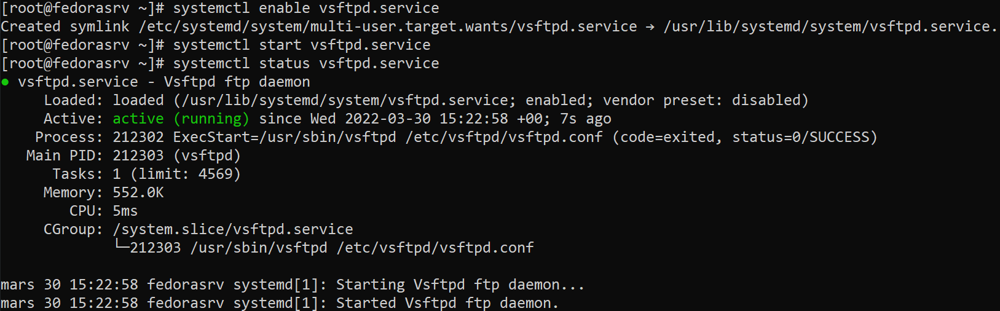 [root@fedorasrv ~]# systemctl enable vsftpd.service
Created symlink /etc/systemd/system/multi-user.target.wants/vsftpd.service → /usr/lib/systemd/system/vsftpd.service.
[root@fedorasrv ~]# systemctl start vsftpd.service
[root@fedorasrv ~]# systemctl status vsftpd.service
● vsftpd.service - Vsftpd ftp daemon
     Loaded: loaded (/usr/lib/systemd/system/vsftpd.service; enabled; vendor preset: disabled)
     Active: active (running) since Wed 2022-03-30 15:22:58 +00; 7s ago
    Process: 212302 ExecStart=/usr/sbin/vsftpd /etc/vsftpd/vsftpd.conf (code=exited, status=0/SUCCESS)
   Main PID: 212303 (vsftpd)
      Tasks: 1 (limit: 4569)
     Memory: 552.0K
        CPU: 5ms
     CGroup: /system.slice/vsftpd.service
             └─212303 /usr/sbin/vsftpd /etc/vsftpd/vsftpd.conf

mars 30 15:22:58 fedorasrv systemd[1]: Starting Vsftpd ftp daemon...
mars 30 15:22:58 fedorasrv systemd[1]: Started Vsftpd ftp daemon.